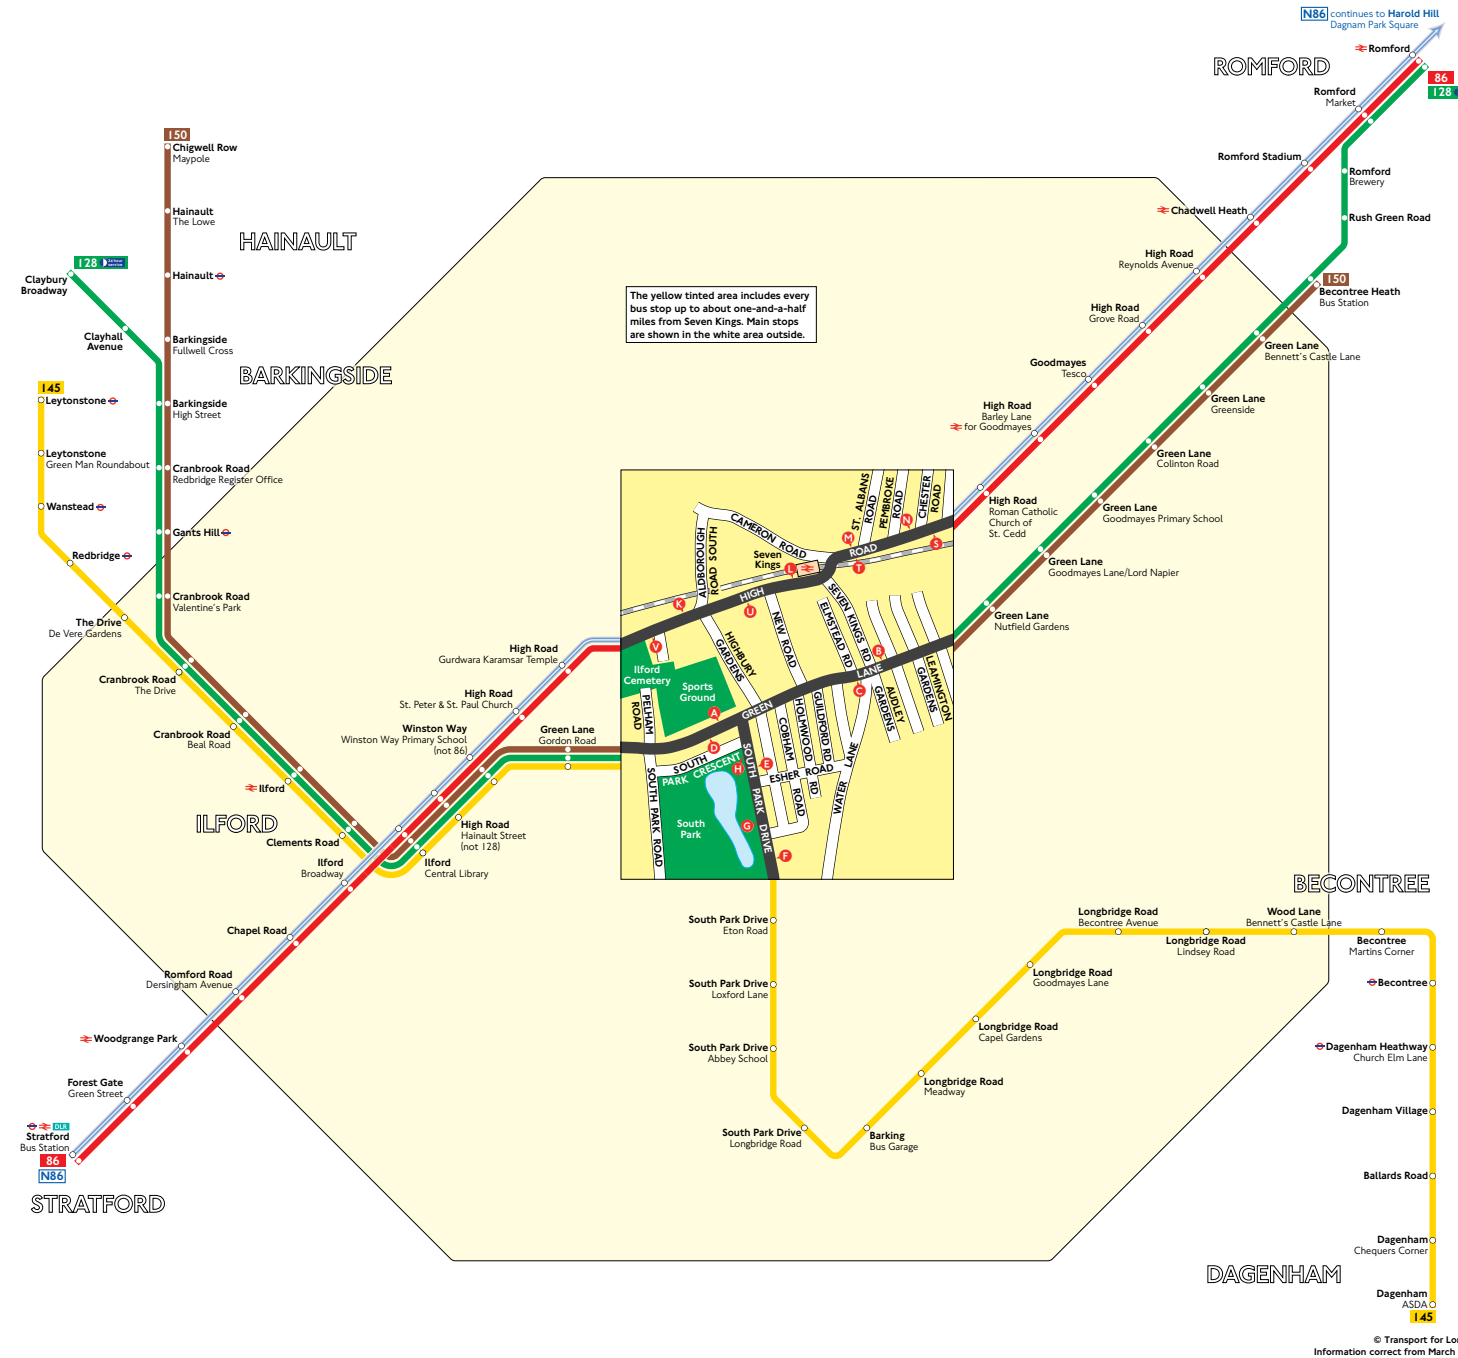 N86 continues to Harold Hill
Dagnam Park Square
Romford
ROMFORD
86
128
Romford
Market
Romford Stadium
Romford
Brewery
Chadwell Heath
Rush Green Road
High Road
Reynolds Avenue
150
Becontree Heath
Bus Station
High Road
Grove Road
Green Lane
Bennett's Castle Lane
Goodmayes
Tesco
Green Lane
Greenside
High Road
Barley Lane
for Goodmayes
Green Lane
Colinton Road
High Road
Roman Catholic
Church of
St. Cedd
Green Lane
Goodmayes Primary School
Green Lane
Goodmayes Lane/Lord Napier
Green Lane
Nutfield Gardens
150
Chigwell Row
Maypole
Hainault
The Lowe
HAINAULT
128 24 hour
service
Claybury
Broadway
Hainault
Clayhall
Avenue
Barkingside
Fullwell Cross
BARKINGSIDE
145
Leytonstone
Barkingside
High Street
Leytonstone
Green Man Roundabout
Cranbrook Road
Redbridge Register Office
Wanstead
Gants Hill
Redbridge
Cranbrook Road
Valentine's Park
The Drive
De Vere Gardens
Cranbrook Road
The Drive
Cranbrook Road
Beal Road
Ilford
ILFORD
Clements Road
Ilford
Broadway
The yellow tinted area includes every
bus stop up to about one-and-a-half
miles from Seven Kings. Main stops
are shown in the white area outside.
High Road
Gurdwara Karamsar Temple
High Road
St. Peter & St. Paul Church
Winston Way
Winston Way Primary School
(not 86)
Green Lane
Gordon Road
High Road
Hainault Street
(not 128)
Ilford
Central Library
Chapel Road
Romford Road
Dersingham Avenue
Woodgrange Park
Forest Gate
Green Street
DLR
Stratford
Bus Station
86
N86
STRATFORD
ST. ALBANS
ROAD
PEMBROKE
ROAD
CHESTER
ROAD
CAMERON ROAD
ALDBOROUGH
ROAD SOUTH
Seven
Kings
HIGH
ROAD
M
N
S
L
T
K
U
V
Ilford
Cemetery
Sports
Ground
HIGHBURY
GARDENS
NEW ROAD
ELMSTEAD RD
SEVEN KINGS RD
B
LANE
C
GREEN
A
D
PELHAM
ROAD
COBHAM
ROAD
HOLMWOOD
RD
GUILDFORD RD
AUDLEY
GARDENS
LEAMINGTON
GARDENS
SOUTH
PARK CRESCENT
H
E
ESHER ROAD
WATER LANE
SOUTH PARK DRIVE
SOUTH PARK ROAD
South
Park
G
F
South Park Drive
Eton Road
South Park Drive
Loxford Lane
South Park Drive
Abbey School
South Park Drive
Longbridge Road
Barking
Bus Garage
Longbridge Road
Meadway
Longbridge Road
Capel Gardens
Longbridge Road
Goodmayes Lane
Longbridge Road
Becontree Avenue
Longbridge Road
Lindsey Road
Wood Lane
Bennett's Castle Lane
BECONTREE
Becontree
Martins Corner
Becontree
Dagenham Heathway
Church Elm Lane
Dagenham Village
Ballards Road
Dagenham
Chequers Corner
DAGENHAM
Dagenham
ASDA
145
© Transport for Lo
Information correct from March